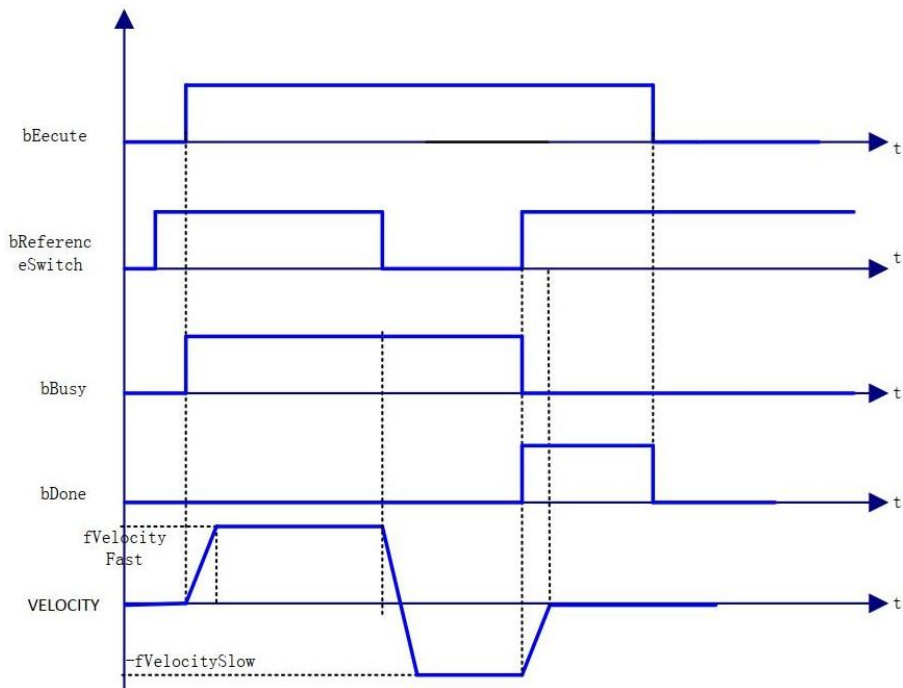 bEecute
t
bReferenc
eSwitch
t
bBusy
t
bDone
t
fVelocity
Fast
VELOCITY
t
-fVelocitySlow